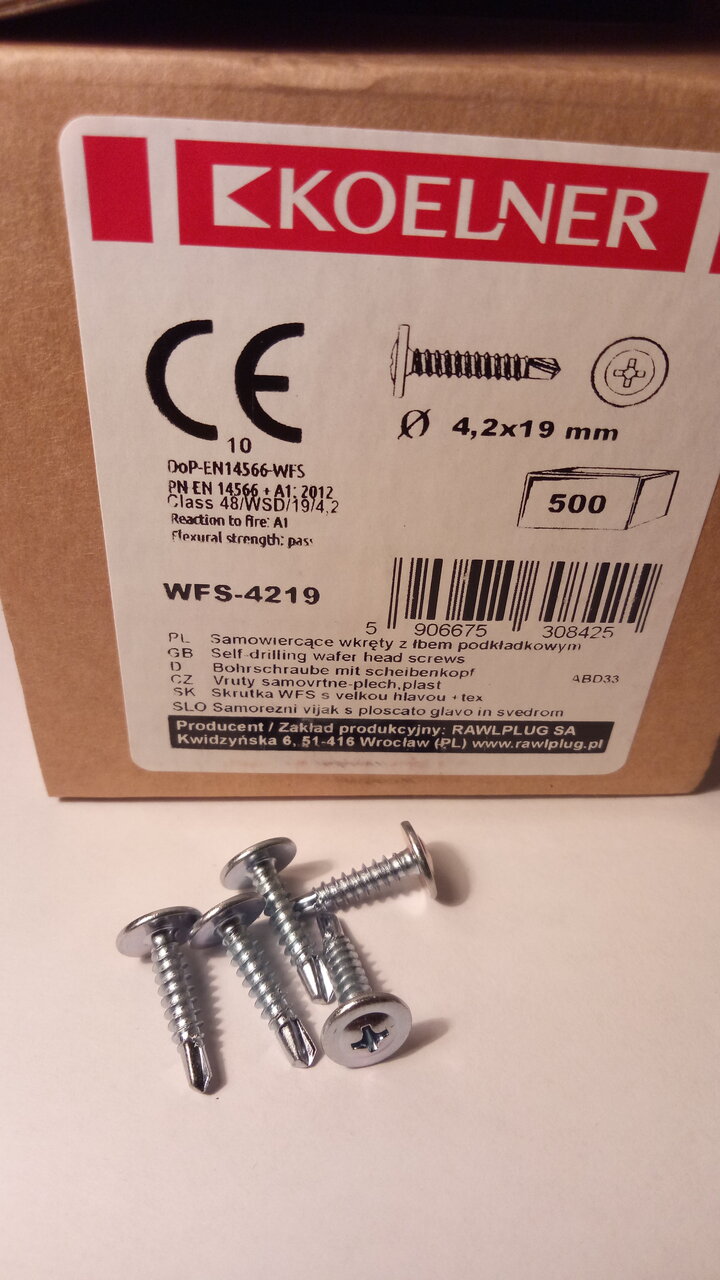 KOELNER
CE
10
DoP-EN14566-WFS
PN-EN 14566 + A1: 2012
Class 48/WSD/19/4,2
Reaction to fire: A1
Flexural strength: pass
Ø 4,2x19 mm
500
WFS-4219
5 906675 308425
PL Samowiercące wkręty z łbem podkładkowym
GB Self-drilling wafer head screws
D Bohrschraube mit scheibenkopf
CZ Vruty samovrtne-plech,plast
SK Skrutka WFS s velkou hlavou +tex
SLO Samorezni vijak s ploscato glavo in svedrom
ABD33
Producent / Zakład produkcyjny: RAWLPLUG SA
Kwidzyńska 6, 51-416 Wrocław (PL) www.rawlplug.pl